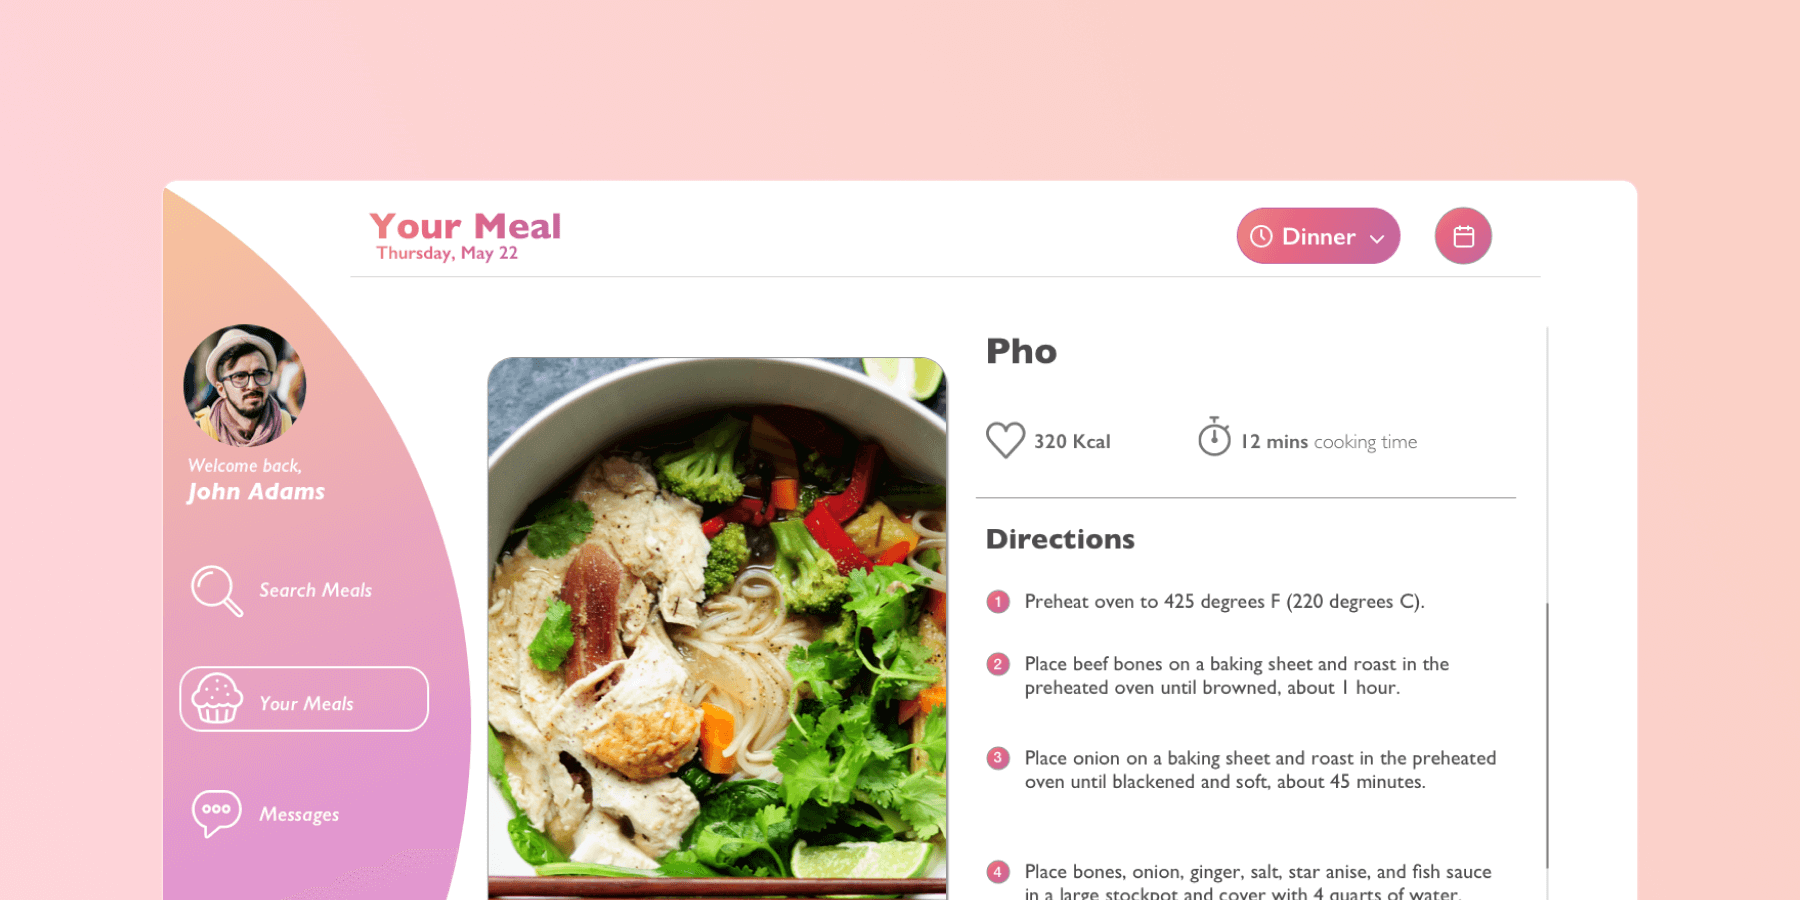 Your Meal
Thursday, May 22
Dinner
Welcome back,
John Adams
Search Meals
Your Meals
Messages
Pho
320 Kcal
12 mins cooking time
Directions
1 Preheat oven to 425 degrees F (220 degrees C).
2 Place beef bones on a baking sheet and roast in the
preheated oven until browned, about 1 hour.
3 Place onion on a baking sheet and roast in the preheated
oven until blackened and soft, about 45 minutes.
4 Place bones, onion, ginger, salt, star anise, and fish sauce
in a large stockpot and cover with 4 quarts of water.